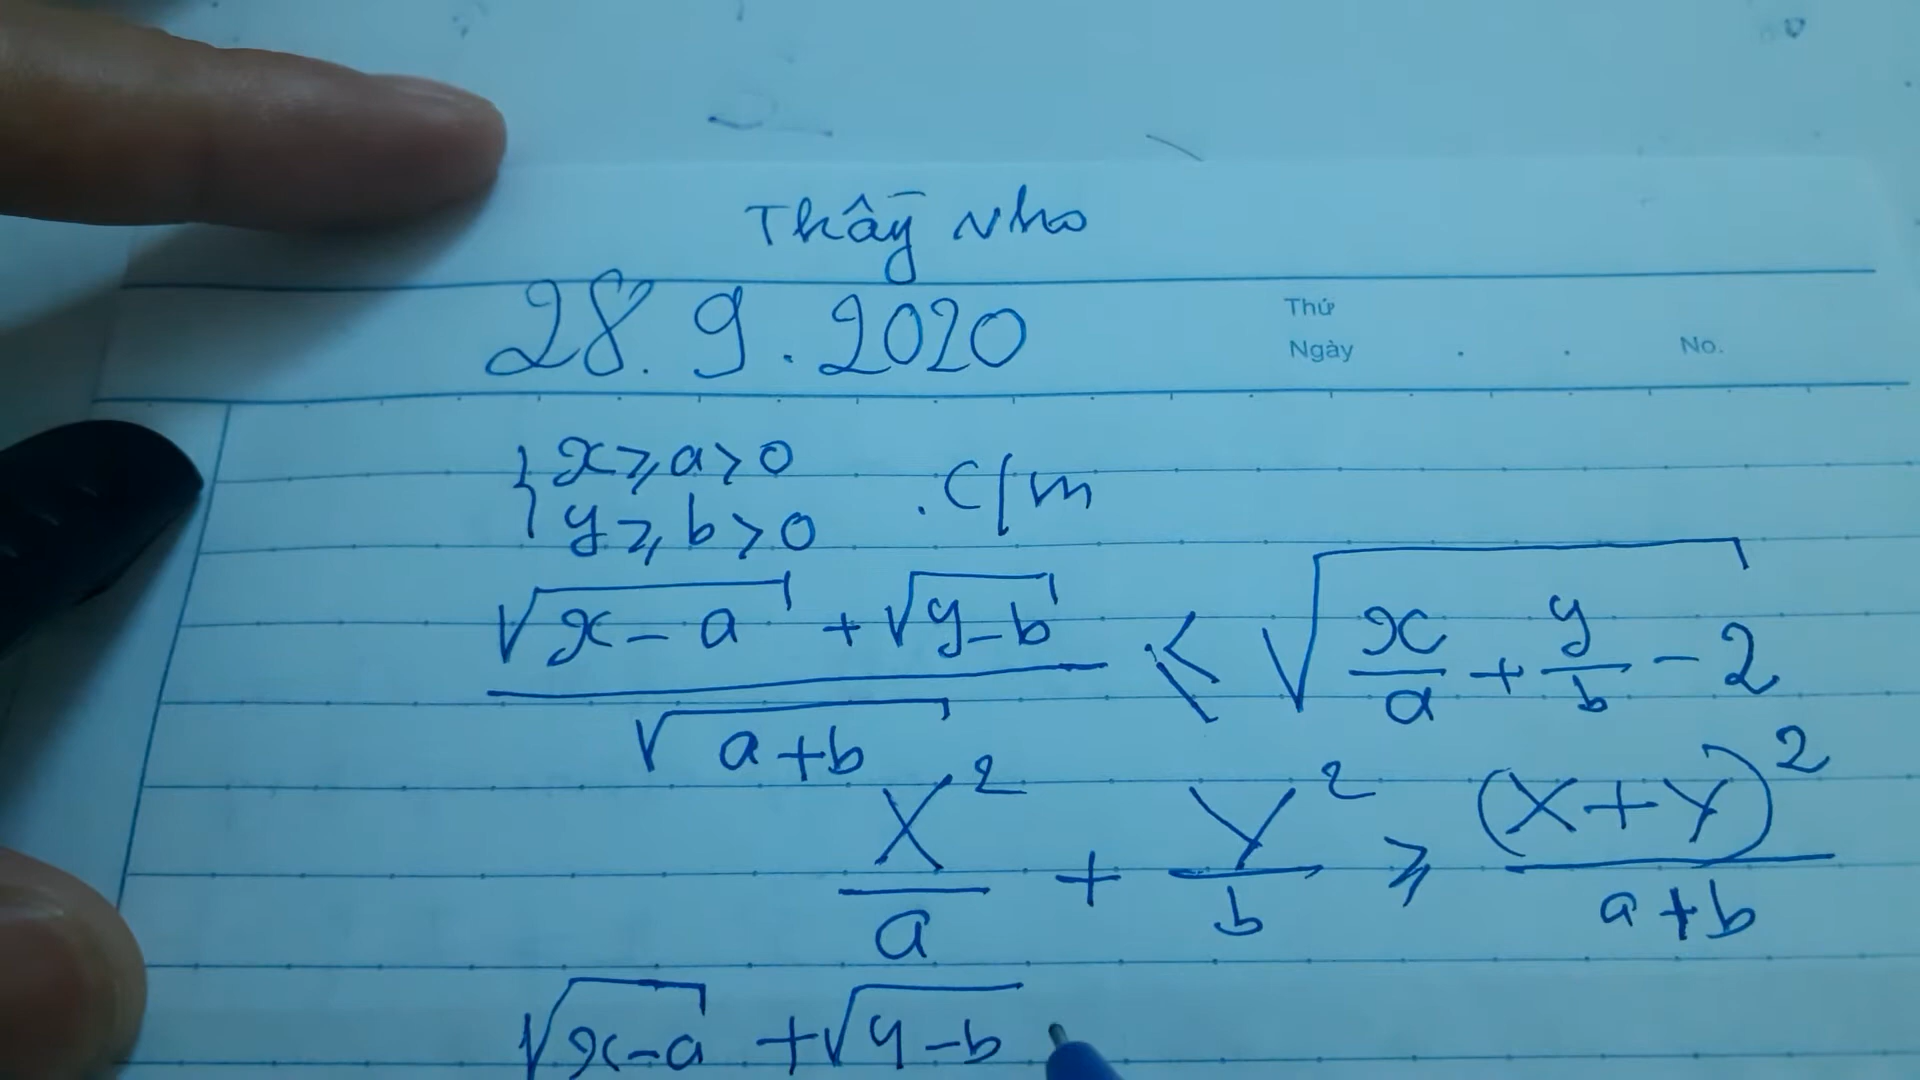 Thầy Nho
28.9.2020
Thứ
Ngày . . No.
{ x ⩾ a > 0
y ⩾ b > 0 . C/m
(√(x - a) + √(y - b)) / √(a + b) ⩽ √(x/a + y/b - 2)
X²/a + Y²/b ⩾ (X + Y)²/(a + b)
√(x - a) + √(y - b)